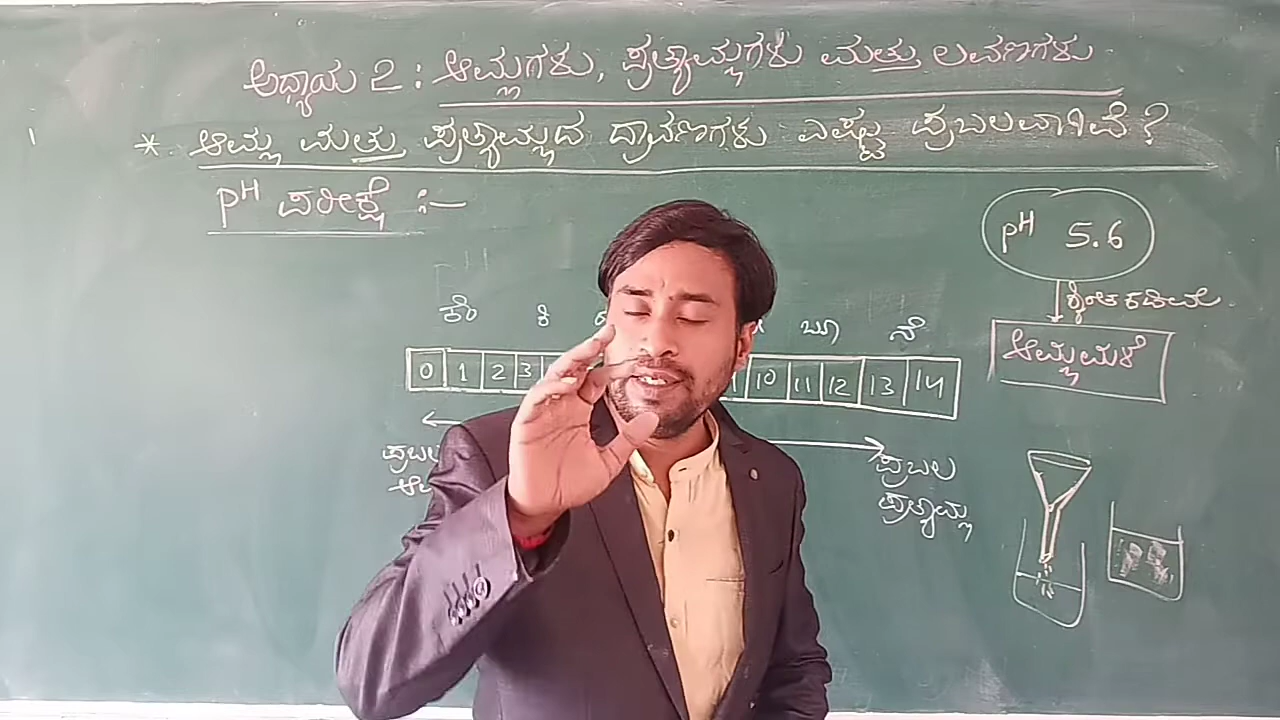 ಅಧ್ಯಾಯ 2 : ಆಮ್ಲಗಳು, ಪ್ರತ್ಯಾಮ್ಲಗಳು ಮತ್ತು ಲವಣಗಳು
* ಆಮ್ಲ ಮತ್ತು ಪ್ರತ್ಯಾಮ್ಲದ ದ್ರಾವಣಗಳು ಎಷ್ಟು ಪ್ರಬಲವಾಗಿವೆ ?
pH ಪರೀಕ್ಷೆ :-
pH 5.6
ಆಮ್ಲಮಳೆ
ಕೆಂ ಕಿ ಬೂ ನೆ
0 1 2 3 10 11 12 13 14
ಪ್ರಬಲ
ಪ್ರತ್ಯಾಮ್ಲ